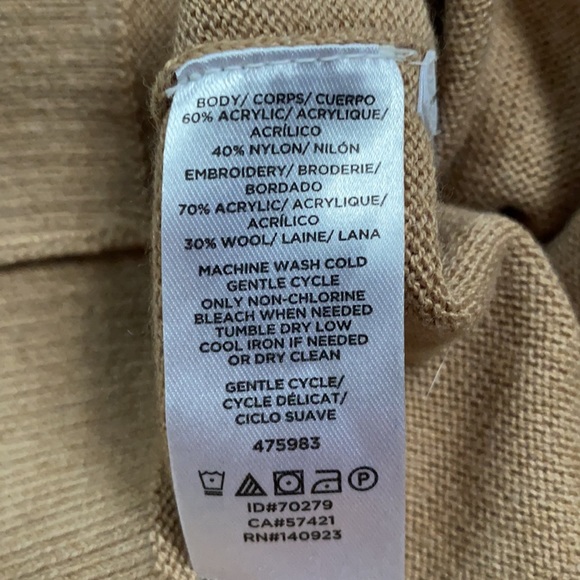 BODY/ CORPS/ CUERPO
60% ACRYLIC/ ACRYLIQUE/
ACRÍLICO
40% NYLON/ NILÓN
EMBROIDERY/ BRODERIE/
BORDADO
70% ACRYLIC/ ACRYLIQUE/
ACRÍLICO
30% WOOL/ LAINE/ LANA
MACHINE WASH COLD
GENTLE CYCLE
ONLY NON-CHLORINE
BLEACH WHEN NEEDED
TUMBLE DRY LOW
COOL IRON IF NEEDED
OR DRY CLEAN
GENTLE CYCLE/
CYCLE DÉLICAT/
CICLO SUAVE
475983
P
ID#70279
CA#57421
RN#140923